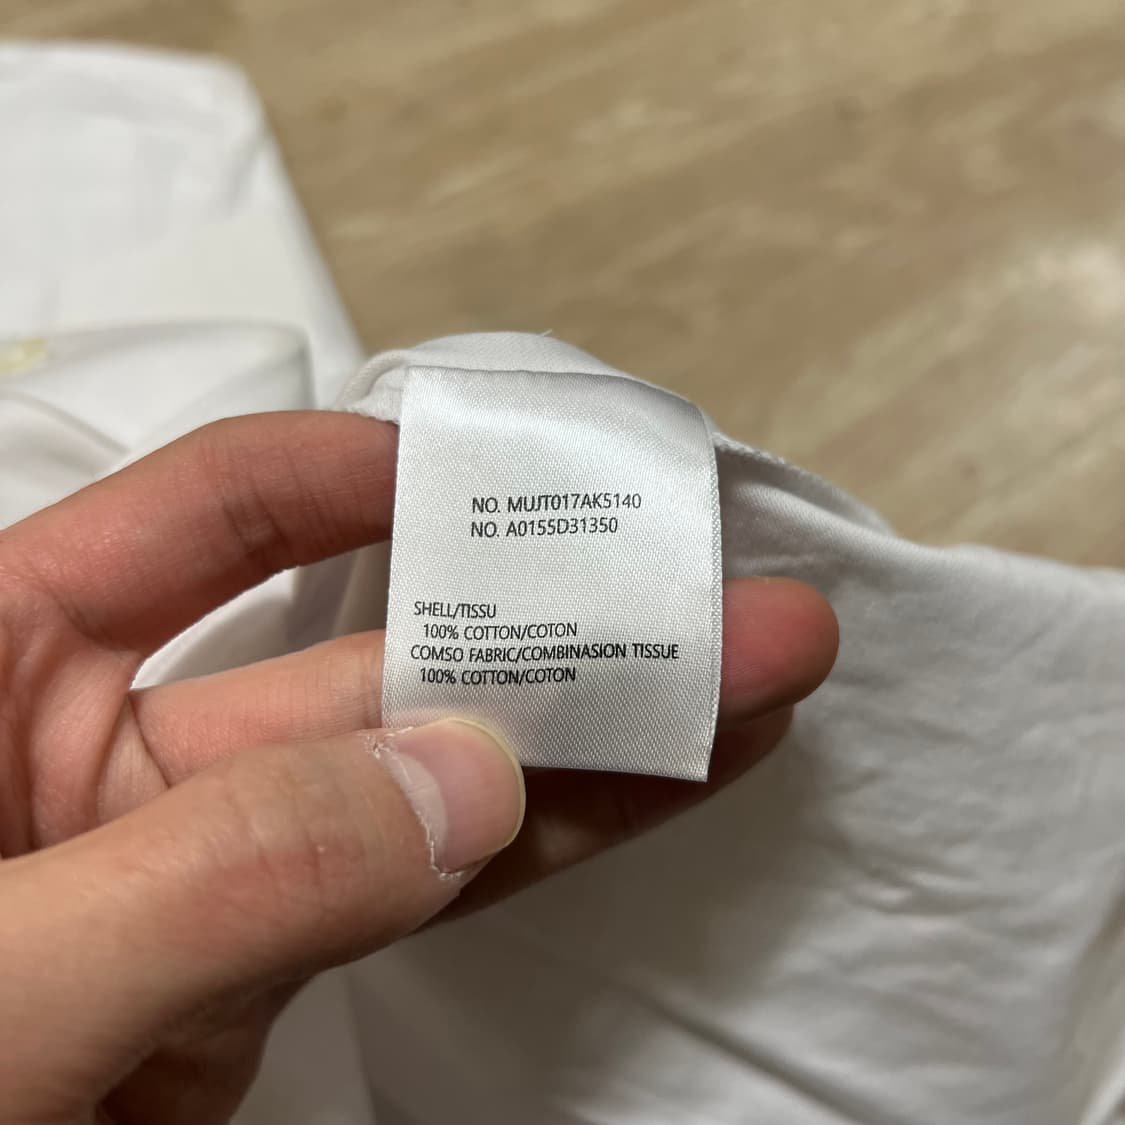 NO. MUJT017AK5140
NO. A0155D31350
SHELL/TISSU
100% COTTON/COTON
COMSO FABRIC/COMBINASION TISSUE
100% COTTON/COTON